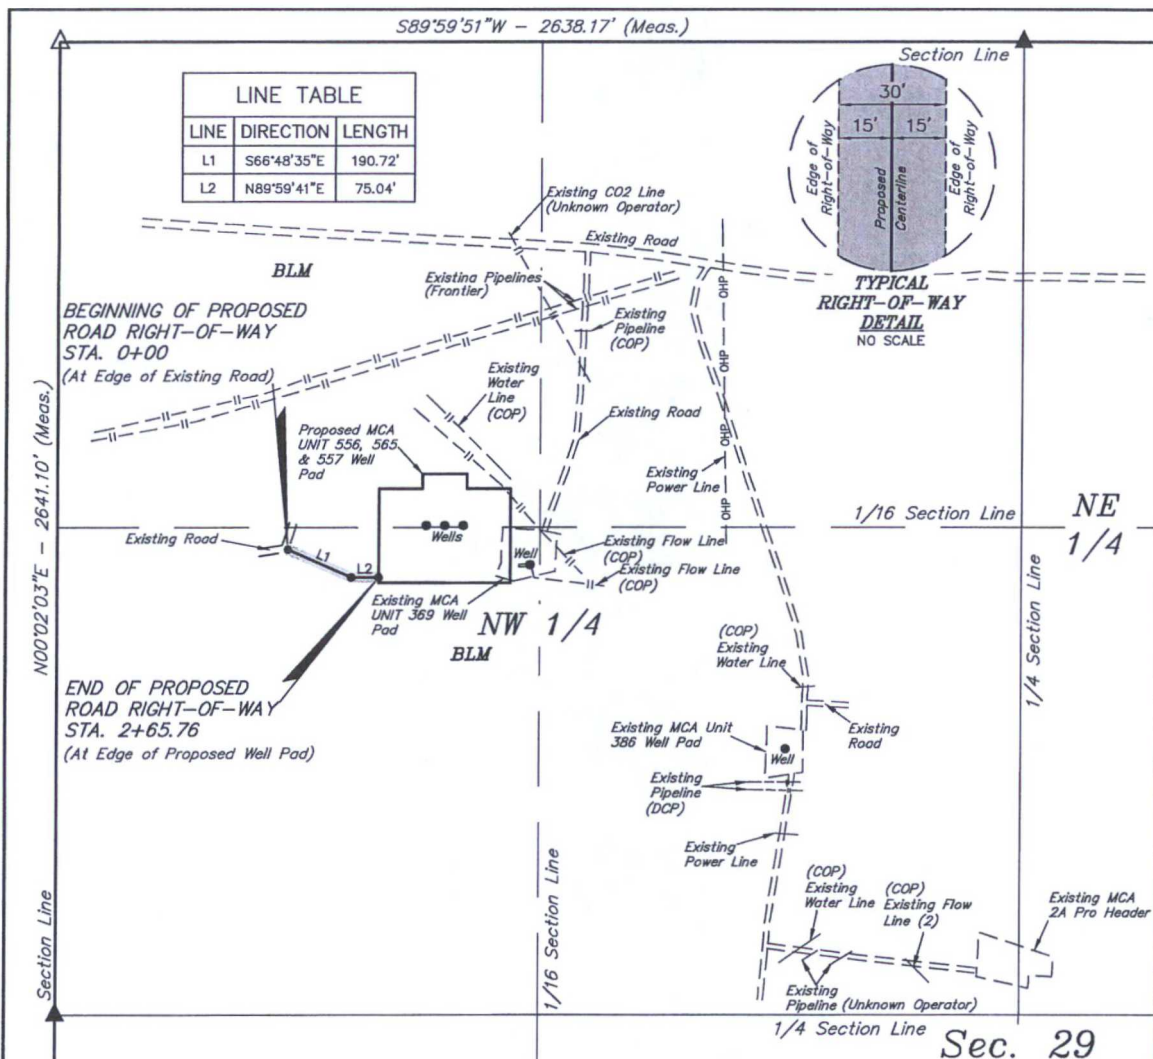 S89°59'51"W - 2638.17' (Meas.)
Section Line
LINE TABLE
LINE DIRECTION LENGTH
L1 S66°48'35"E 190.72'
L2 N89°59'41"E 75.04'
30'
15' 15'
Edge of
Right-of-Way
Proposed
Centerline
Edge of
Right-of-Way
TYPICAL
RIGHT-OF-WAY
DETAIL
NO SCALE
Existing CO2 Line
(Unknown Operator)
Existing Road
BLM
Existing Pipelines
(Frontier)
OHP
BEGINNING OF PROPOSED
ROAD RIGHT-OF-WAY
STA. 0+00
(At Edge of Existing Road)
Existing
Pipeline
(COP)
OHP
Existing
Water
Line
(COP)
Existing Road
N00°02'03"E - 2641.10' (Meas.)
Proposed MCA
UNIT 556, 565
& 557 Well
Pad
OHP
Existing
Power Line
OHP
1/16 Section Line
NE
1/4
Wells
Existing Road
L1
L2
Well
Existing Flow Line
(COP)
Existing Flow Line
(COP)
Existing MCA
UNIT 369 Well
Pad
NW 1/4
BLM
(COP)
Existing
Water Line
1/4 Section Line
END OF PROPOSED
ROAD RIGHT-OF-WAY
STA. 2+65.76
(At Edge of Proposed Well Pad)
Existing
Road
Existing MCA Unit
386 Well Pad
Well
Existing
Pipeline
(DCP)
Existing
Power Line
(COP)
Existing
Water Line
(COP)
Existing Flow
Line (2)
Existing MCA
2A Pro Header
Section Line
1/16 Section Line
Existing
Pipeline (Unknown Operator)
1/4 Section Line
Sec. 29